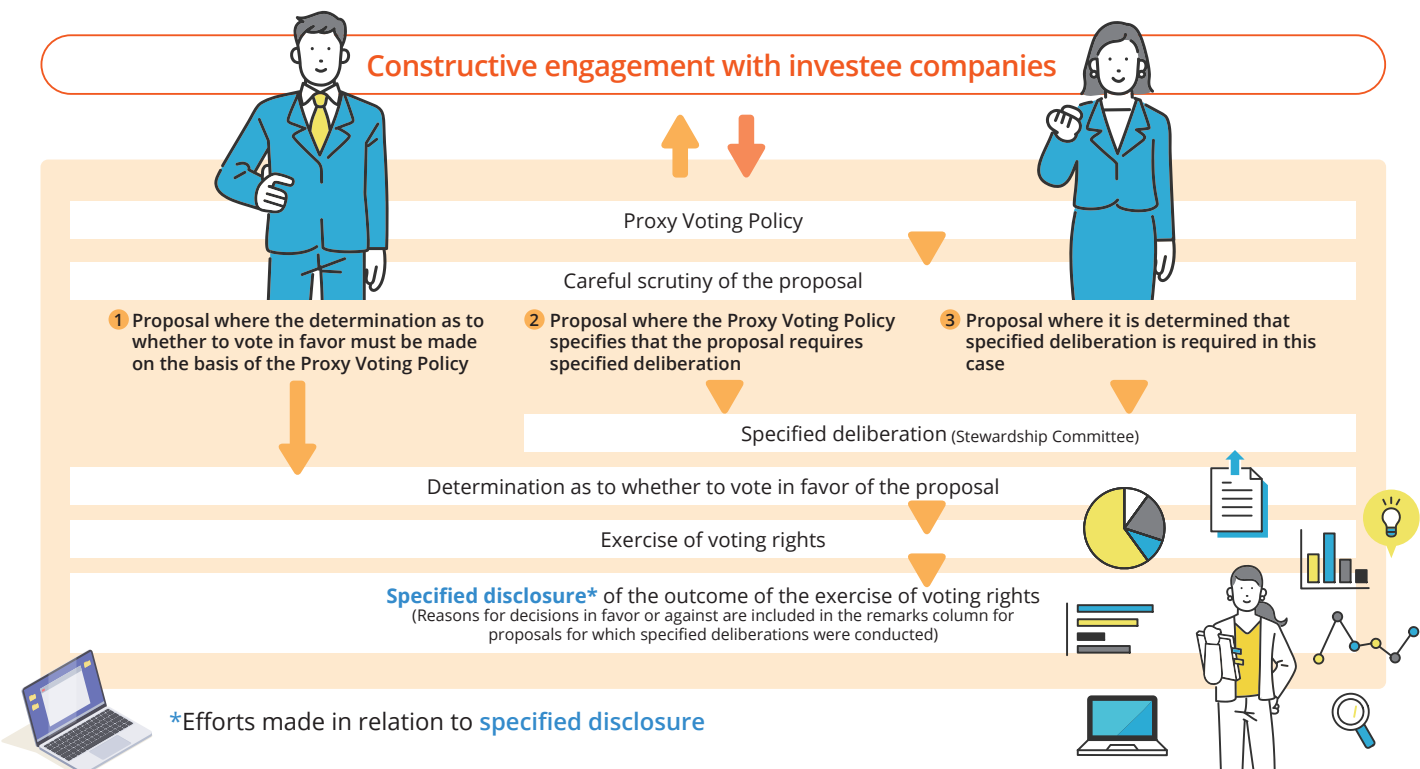 Constructive engagement with investee companies
Proxy Voting Policy
Careful scrutiny of the proposal
1 Proposal where the determination as to
whether to vote in favor must be made
on the basis of the Proxy Voting Policy
2 Proposal where the Proxy Voting Policy
specifies that the proposal requires
specified deliberation
3 Proposal where it is determined that
specified deliberation is required in this
case
Specified deliberation (Stewardship Committee)
Determination as to whether to vote in favor of the proposal
Exercise of voting rights
Specified disclosure* of the outcome of the exercise of voting rights
(Reasons for decisions in favor or against are included in the remarks column for
proposals for which specified deliberations were conducted)
*Efforts made in relation to specified disclosure